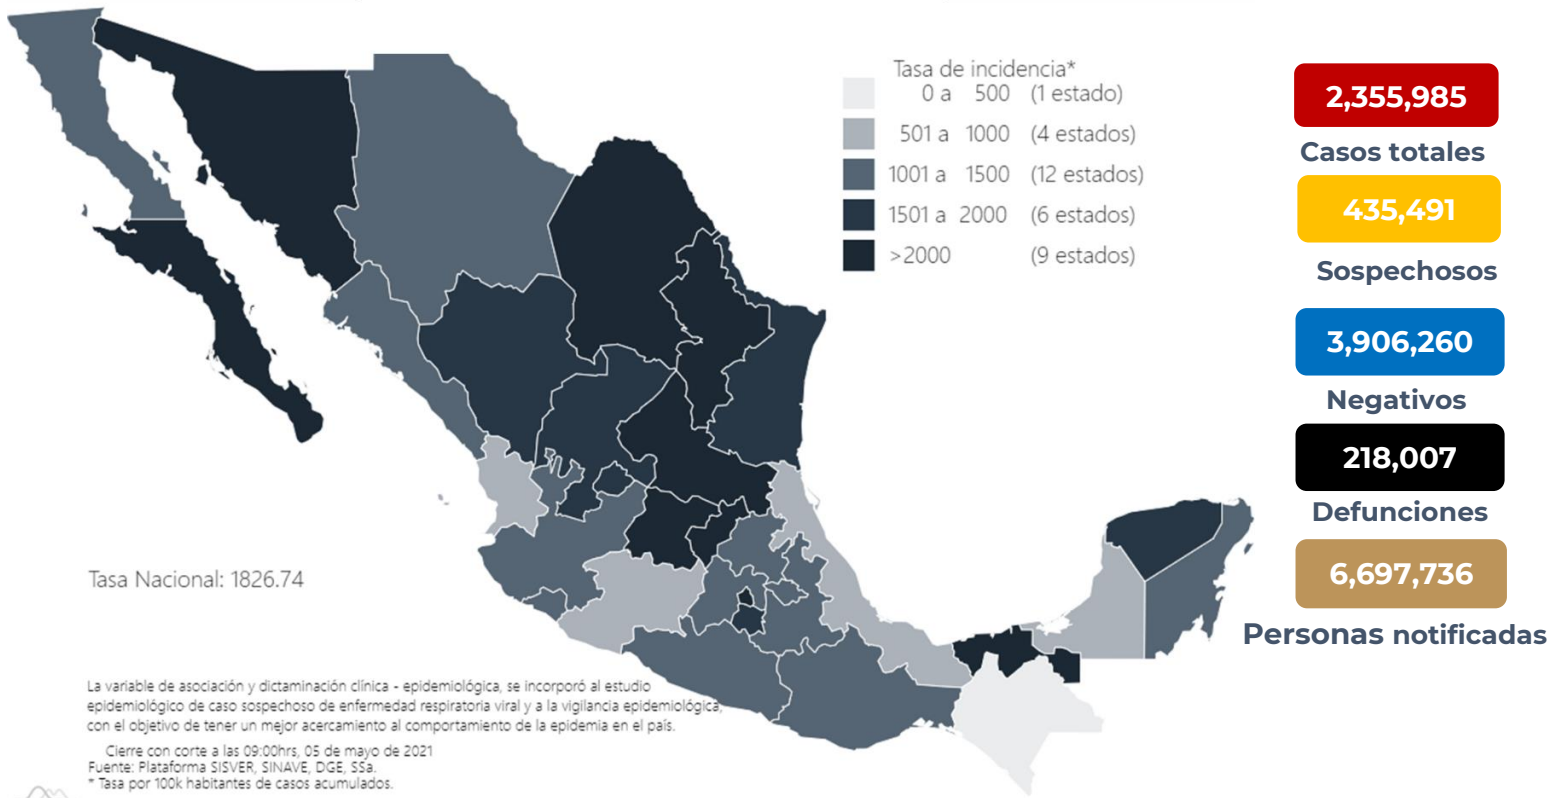 Tasa de incidencia*
0 a 500 (1 estado)
501 a 1000 (4 estados)
1001 a 1500 (12 estados)
1501 a 2000 (6 estados)
>2000 (9 estados)
2,355,985
Casos totales
435,491
Sospechosos
3,906,260
Negativos
218,007
Defunciones
6,697,736
Personas notificadas
Tasa Nacional: 1826.74
La variable de asociación y dictaminación clínica - epidemiológica, se incorporó al estudio
epidemiológico de caso sospechoso de enfermedad respiratoria viral y a la vigilancia epidemiológica,
con el objetivo de tener un mejor acercamiento al comportamiento de la epidemia en el país.
Cierre con corte a las 09:00hrs, 05 de mayo de 2021
Fuente: Plataforma SISVER, SINAVE, DGE, SSa.
* Tasa por 100k habitantes de casos acumulados.